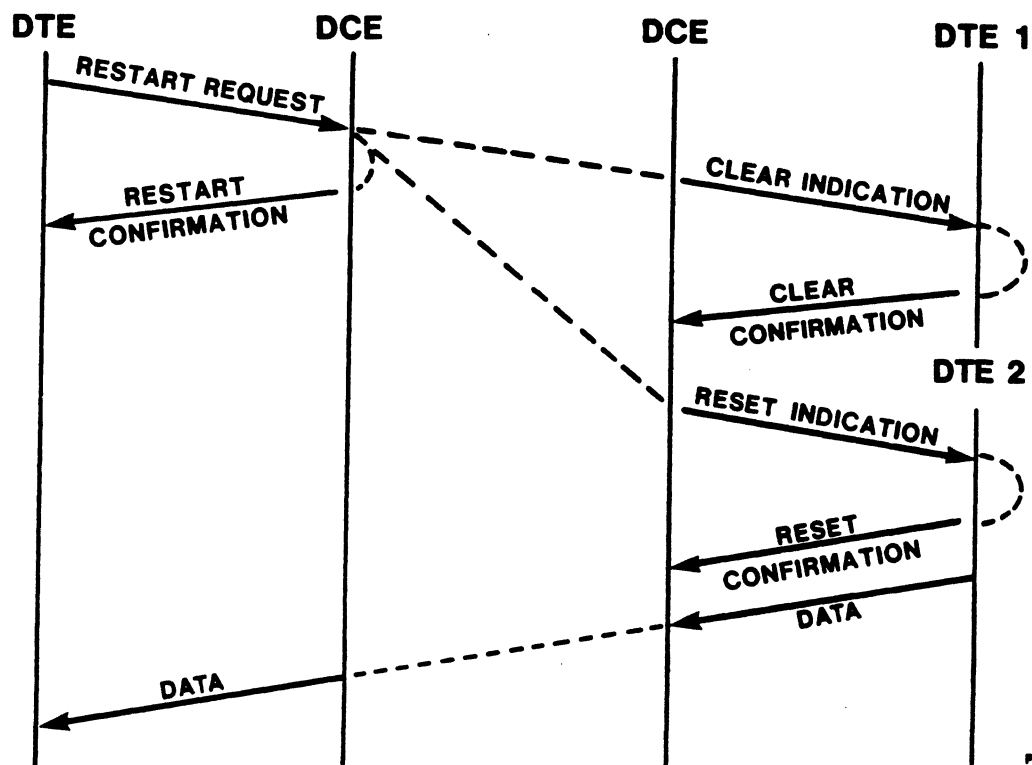 DTE
DCE
DCE
DTE 1
RESTART REQUEST
RESTART
CONFIRMATION
CLEAR INDICATION
CLEAR
CONFIRMATION
DTE 2
RESET INDICATION
RESET
CONFIRMATION
DATA
DATA